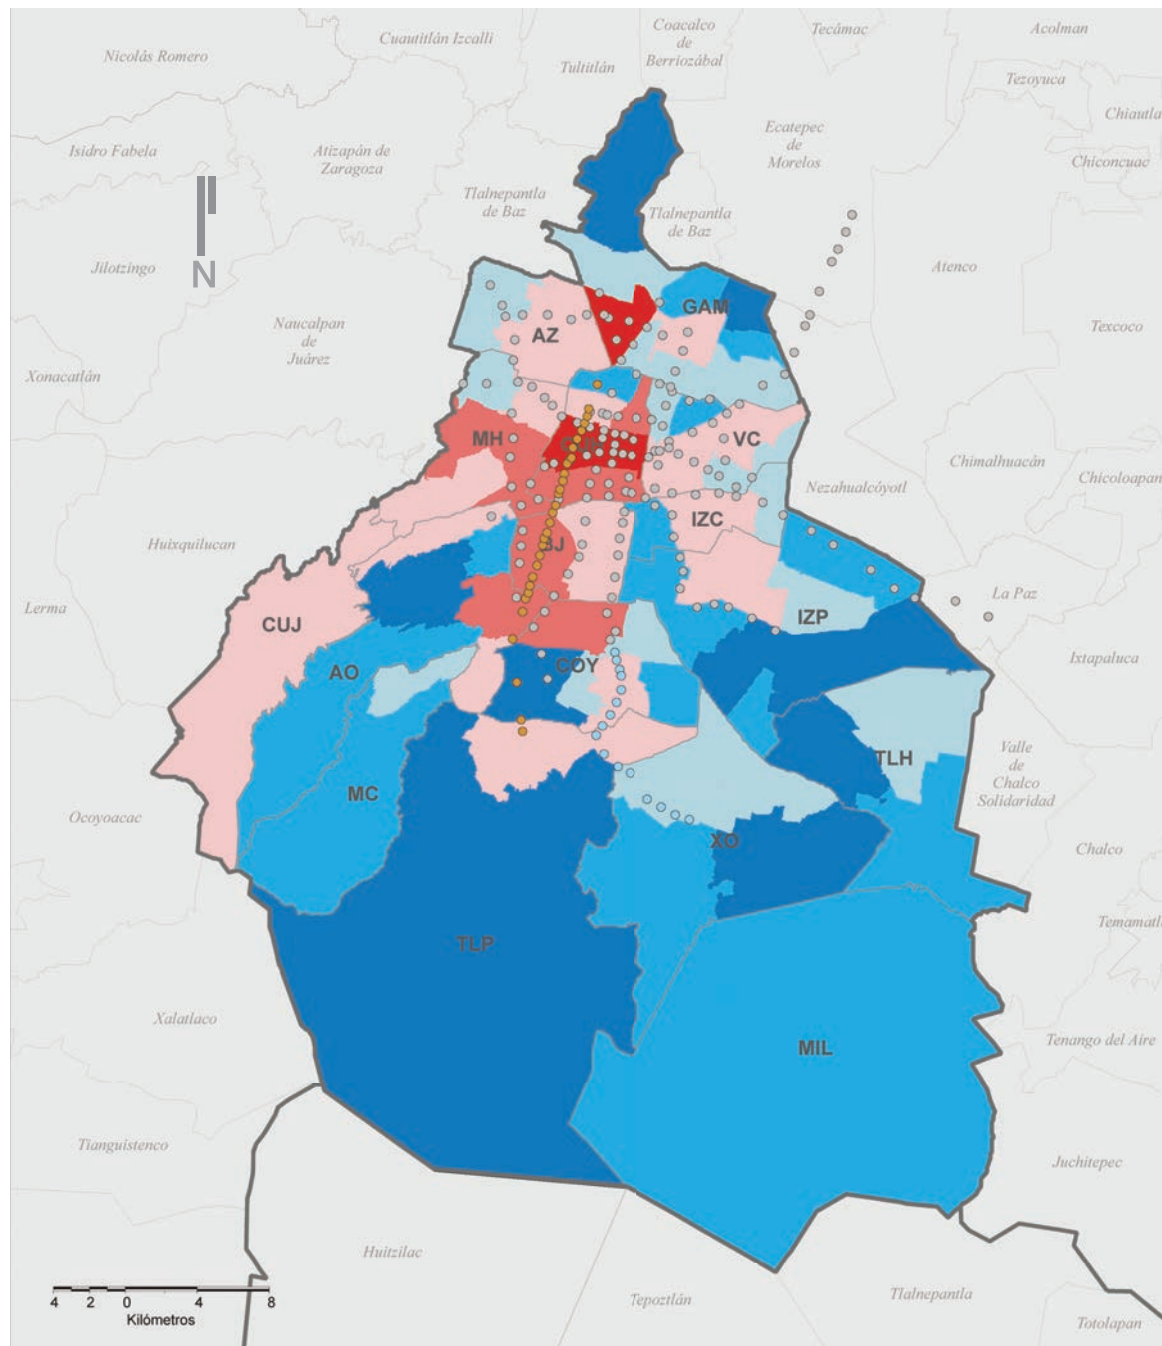 Coacalco
de
Berriozábal
Tecámac
Acolman
Cuautitlán Izcalli
Nicolás Romero
Tultitlán
Tezoyuca
Chiautla
Ecatepec
de
Morelos
Isidro Fabela
Atizapán de
Zaragoza
Chiconcuac
Tlalnepantla
de Baz
Tlalnepantla
de Baz
N
Jilotzingo
Atenco
GAM
Naucalpan
de
Juárez
AZ
Texcoco
Xonacatlán
MH
VC
Chimalhuacán
Chicoloapan
Nezahualcóyotl
IZC
Huixquilucan
BJ
La Paz
Lerma
CUJ
IZP
Ixtapaluca
AO
COY
Valle
de
Chalco
Solidaridad
TLH
MC
Ocoyoacac
XO
Chalco
TLP
Xalatlaco
MIL
Tenango del Aire
Tianguistenco
Juchitepec
Huitzilac
4 2 0 4 8
Kilómetros
Tepoztlán
Tlalnepantla
Totolapan